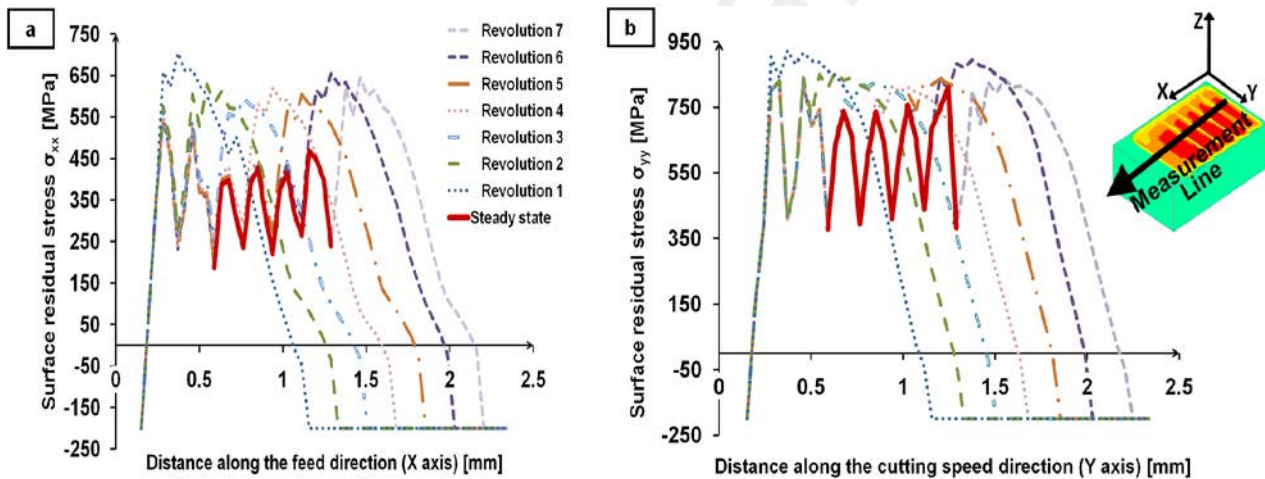 a
Surface residual stress σxx [MPa]
750
650
550
450
350
250
150
50
-50
-150
-250
0
0.5
1
1.5
2
2.5
Distance along the feed direction (X axis) [mm]
Revolution 7
Revolution 6
Revolution 5
Revolution 4
Revolution 3
Revolution 2
Revolution 1
Steady state
b
Surface residual stress σyy [MPa]
950
750
550
350
150
-50
-250
0
0.5
1
1.5
2
2.5
Distance along the cutting speed direction (Y axis) [mm]
Z
X
Y
Measurement
Line